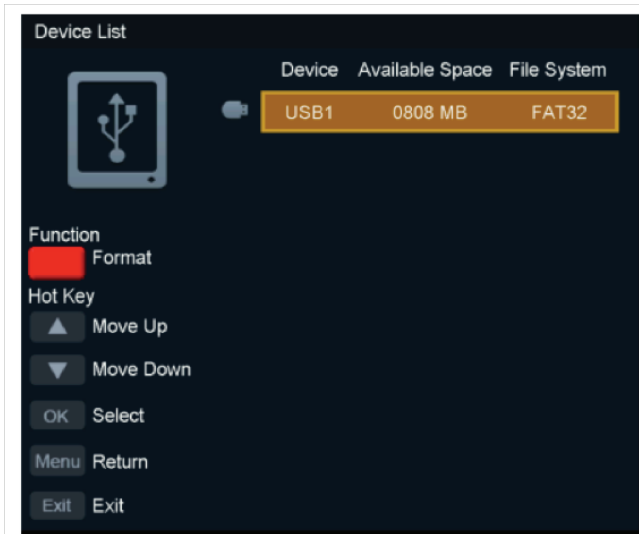 Device List
Device Available Space File System
USB1 0808 MB FAT32
Function
Format
Hot Key
Move Up
Move Down
OK Select
Menu Return
Exit Exit